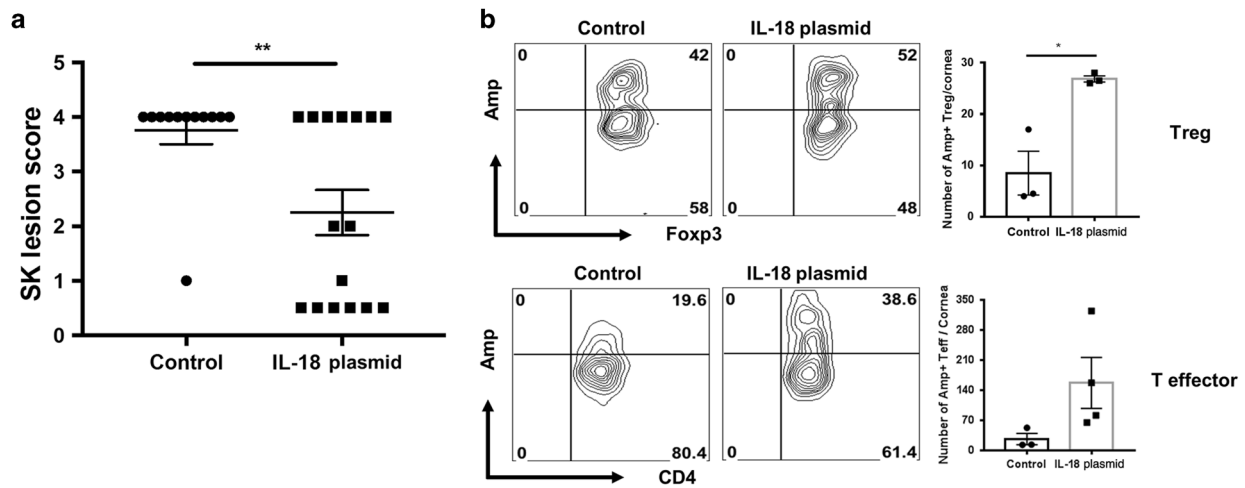 a
**
SK lesion score
5
4
3
2
1
0
Control
IL-18 plasmid
b
Control
IL-18 plasmid
Amp
0
42
0
58
0
52
0
48
Foxp3
*
Number of Amp+ Treg/cornea
30
20
10
0
Control
IL-18 plasmid
Treg
Control
IL-18 plasmid
Amp
0
19.6
0
80.4
0
38.6
0
61.4
CD4
Number of Amp+ Teff / Cornea
350
280
210
140
70
0
Control
IL-18 plasmid
T effector